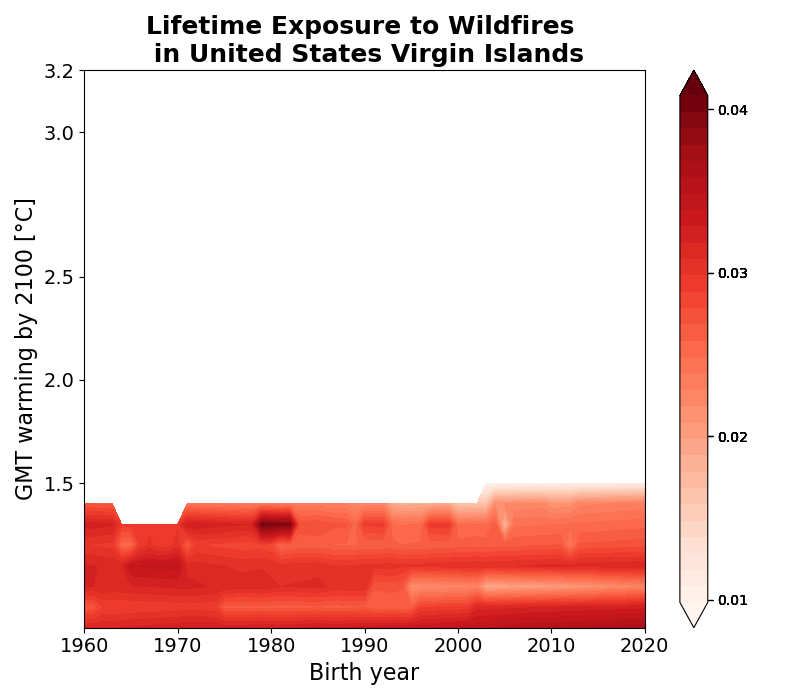 Lifetime Exposure to Wildfires
in United States Virgin Islands
3.2
3.0
2.5
2.0
1.5
GMT warming by 2100 [°C]
1960 1970 1980 1990 2000 2010 2020
Birth year
0.04
0.03
0.02
0.01